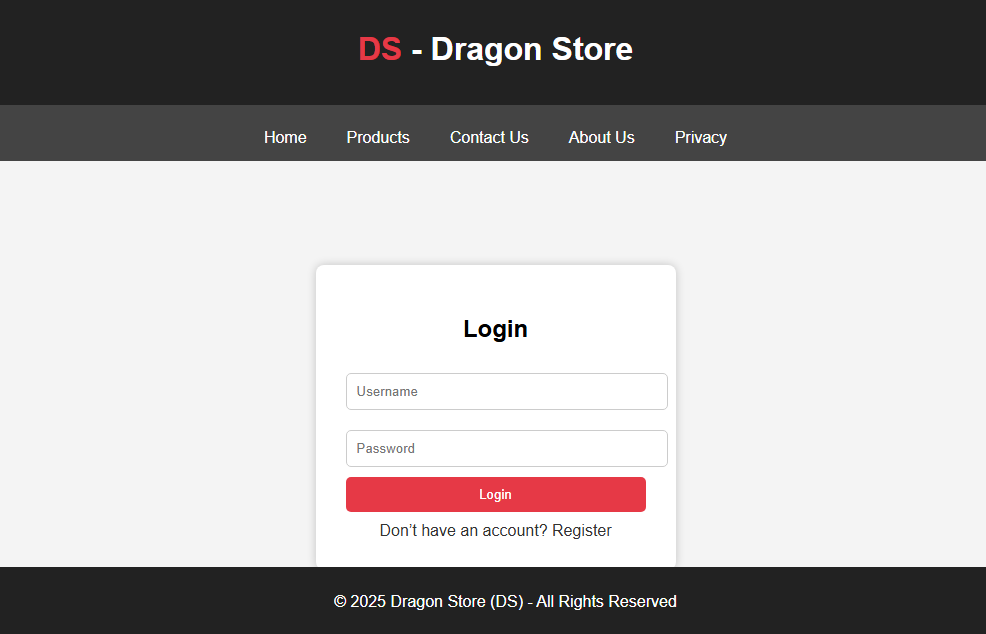 DS - Dragon Store
Home Products Contact Us About Us Privacy
Login
Username
Password
Login
Don’t have an account? Register
© 2025 Dragon Store (DS) - All Rights Reserved